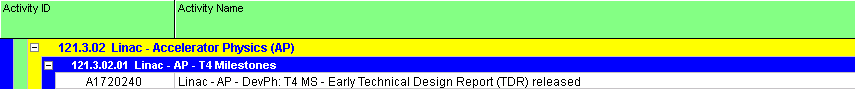 Activity ID Activity Name
121.3.02 Linac - Accelerator Physics (AP)
121.3.02.01 Linac - AP - T4 Milestones
A1720240 Linac - AP - DevPh: T4 MS - Early Technical Design Report (TDR) released